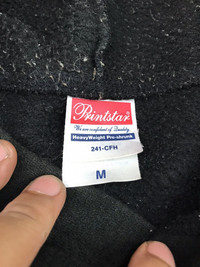 Printstar
We are confident of Quality
HeavyWeight Pre-shrunk
241-CFH
M